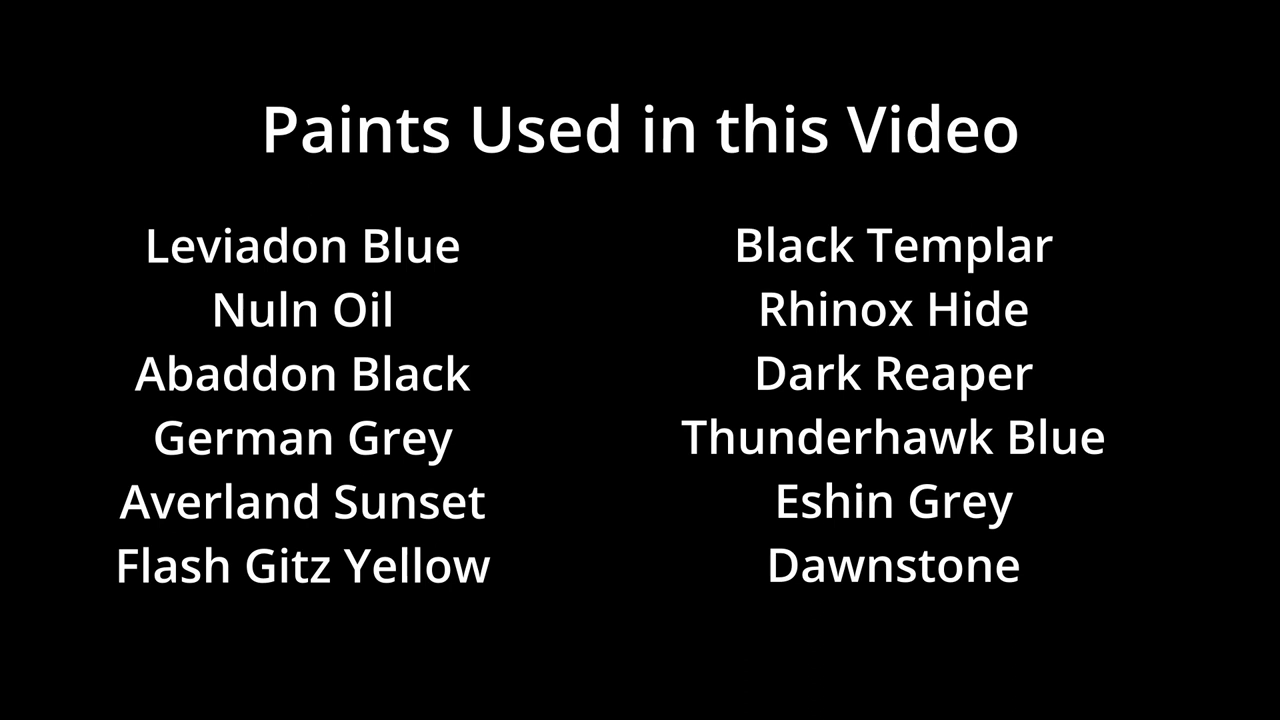 Paints Used in this Video
Leviadon Blue
Nuln Oil
Abaddon Black
German Grey
Averland Sunset
Flash Gitz Yellow
Black Templar
Rhinox Hide
Dark Reaper
Thunderhawk Blue
Eshin Grey
Dawnstone